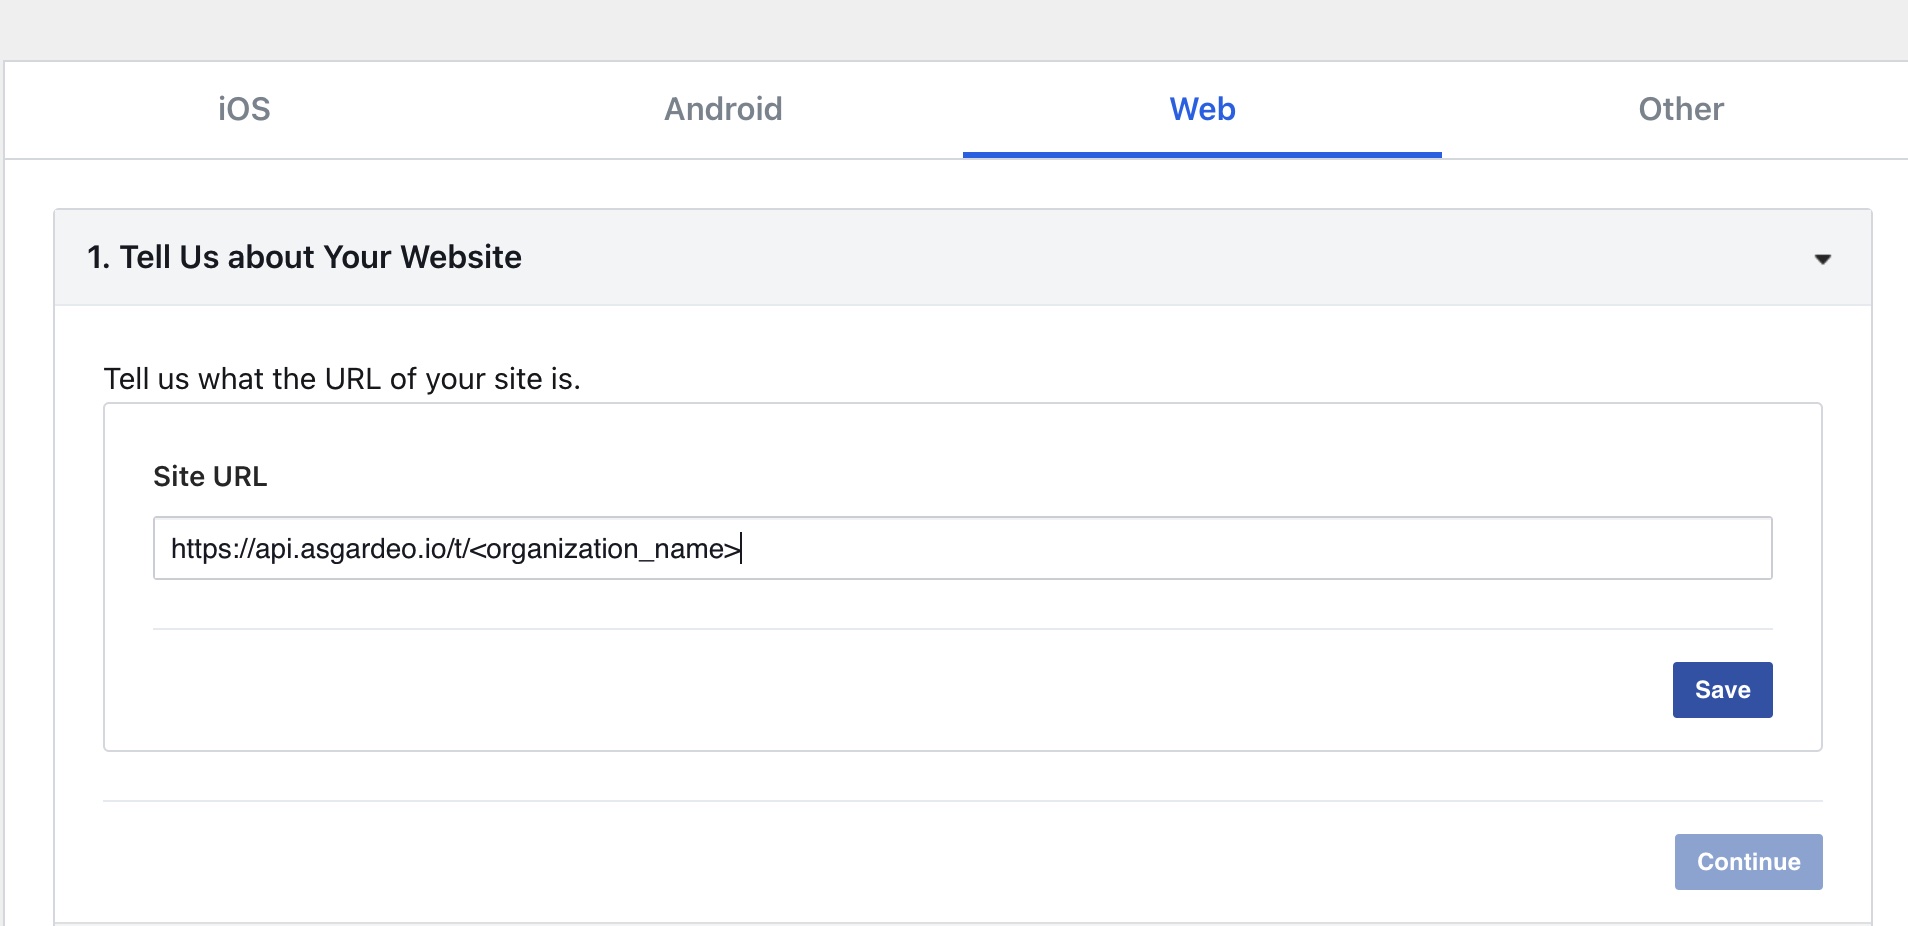 iOS Android Web Other
1. Tell Us about Your Website
Tell us what the URL of your site is.
Site URL
https://api.asgardeo.io/t/<organization_name>
Save
Continue